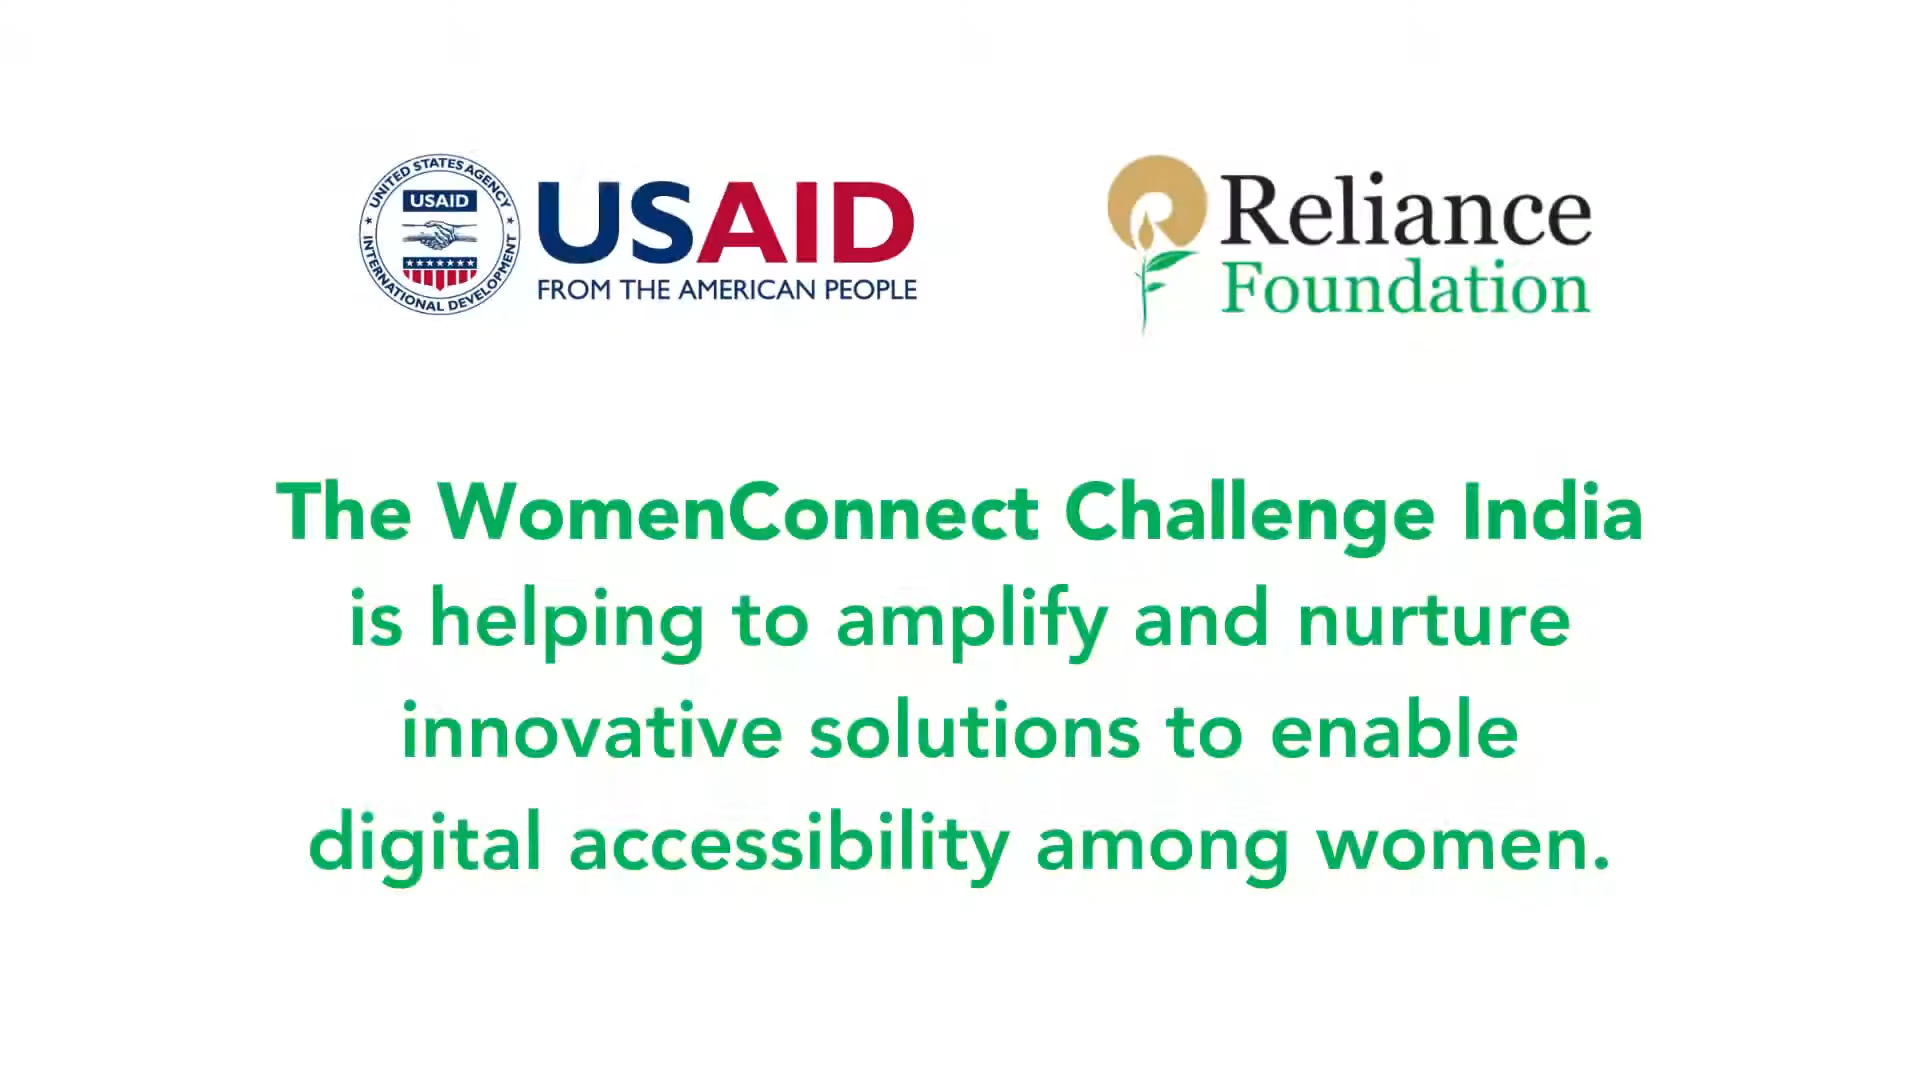 UNITED STATES AGENCY
USAID
INTERNATIONAL DEVELOPMENT
USAID
FROM THE AMERICAN PEOPLE
Reliance
Foundation
The WomenConnect Challenge India
is helping to amplify and nurture
innovative solutions to enable
digital accessibility among women.